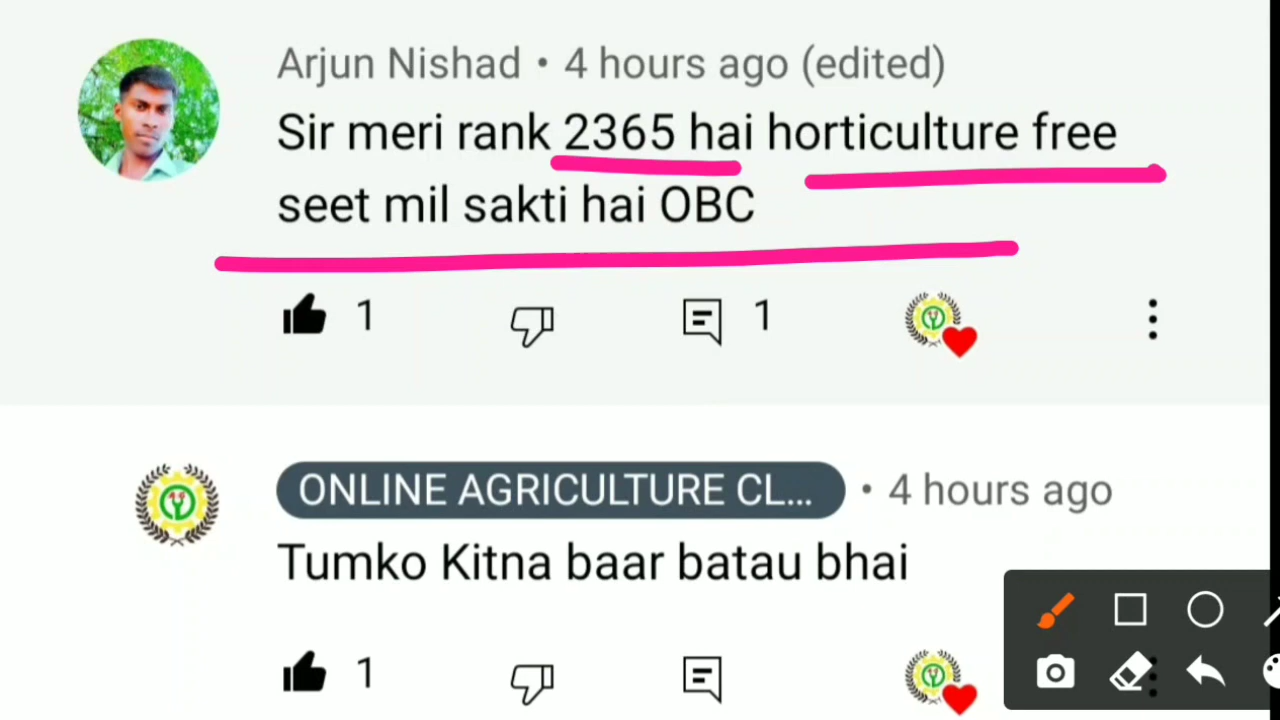 Arjun Nishad • 4 hours ago (edited)
Sir meri rank 2365 hai horticulture free
seet mil sakti hai OBC
1
1
ONLINE AGRICULTURE CL... • 4 hours ago
Tumko Kitna baar batau bhai
1